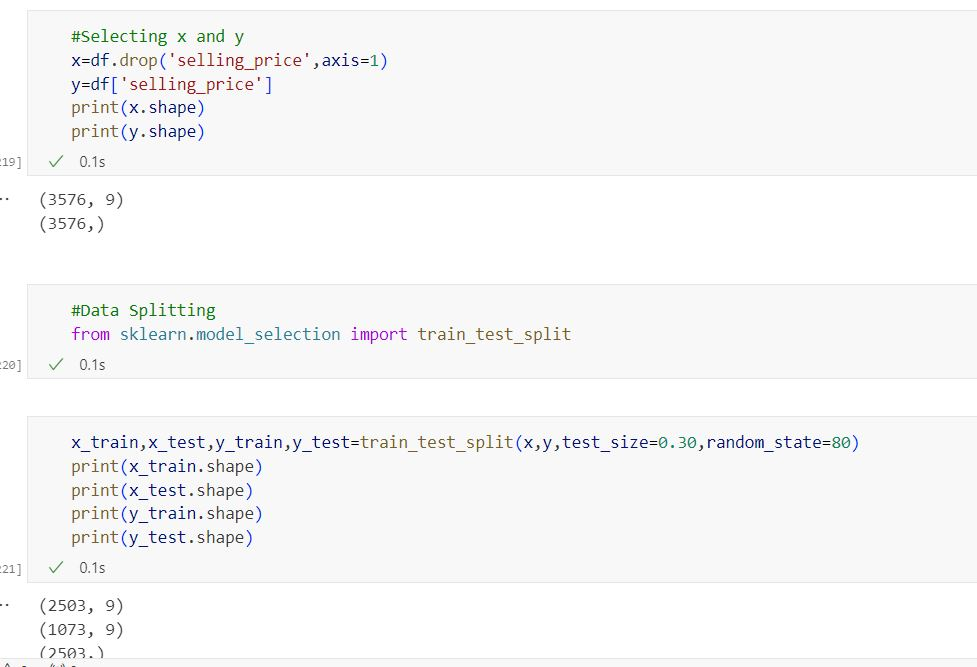 #Selecting x and y
x=df.drop('selling_price',axis=1)
y=df['selling_price']
print(x.shape)
print(y.shape)
19]
0.1s
(3576, 9)
(3576,)
#Data Splitting
from sklearn.model_selection import train_test_split
20]
0.1s
x_train,x_test,y_train,y_test=train_test_split(x,y,test_size=0.30,random_state=80)
print(x_train.shape)
print(x_test.shape)
print(y_train.shape)
print(y_test.shape)
21]
0.1s
(2503, 9)
(1073, 9)
(2503,)